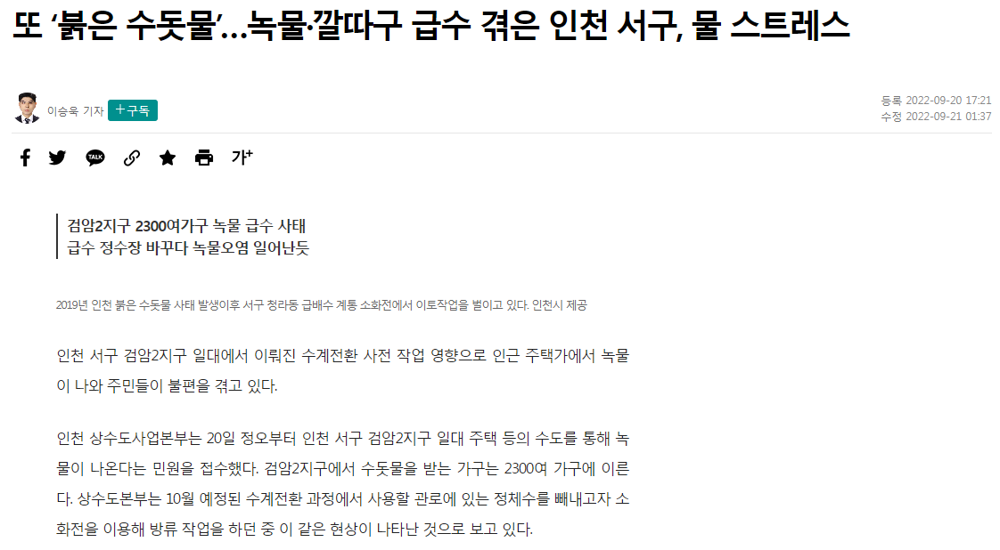 또 ‘붉은 수돗물’…녹물·깔따구 급수 겪은 인천 서구, 물 스트레스
이승욱 기자
+구독
등록 2022-09-20 17:21
수정 2022-09-21 01:37
TALK
가+
검암2지구 2300여가구 녹물 급수 사태
급수 정수장 바꾸다 녹물오염 일어난듯
2019년 인천 붉은 수돗물 사태 발생이후 서구 청라동 급배수 계통 소화전에서 이토작업을 벌이고 있다. 인천시 제공
인천 서구 검암2지구 일대에서 이뤄진 수계전환 사전 작업 영향으로 인근 주택가에서 녹물
이 나와 주민들이 불편을 겪고 있다.
인천 상수도사업본부는 20일 정오부터 인천 서구 검암2지구 일대 주택 등의 수도를 통해 녹
물이 나온다는 민원을 접수했다. 검암2지구에서 수돗물을 받는 가구는 2300여 가구에 이른
다. 상수도본부는 10월 예정된 수계전환 과정에서 사용할 관로에 있는 정체수를 빼내고자 소
화전을 이용해 방류 작업을 하던 중 이 같은 현상이 나타난 것으로 보고 있다.